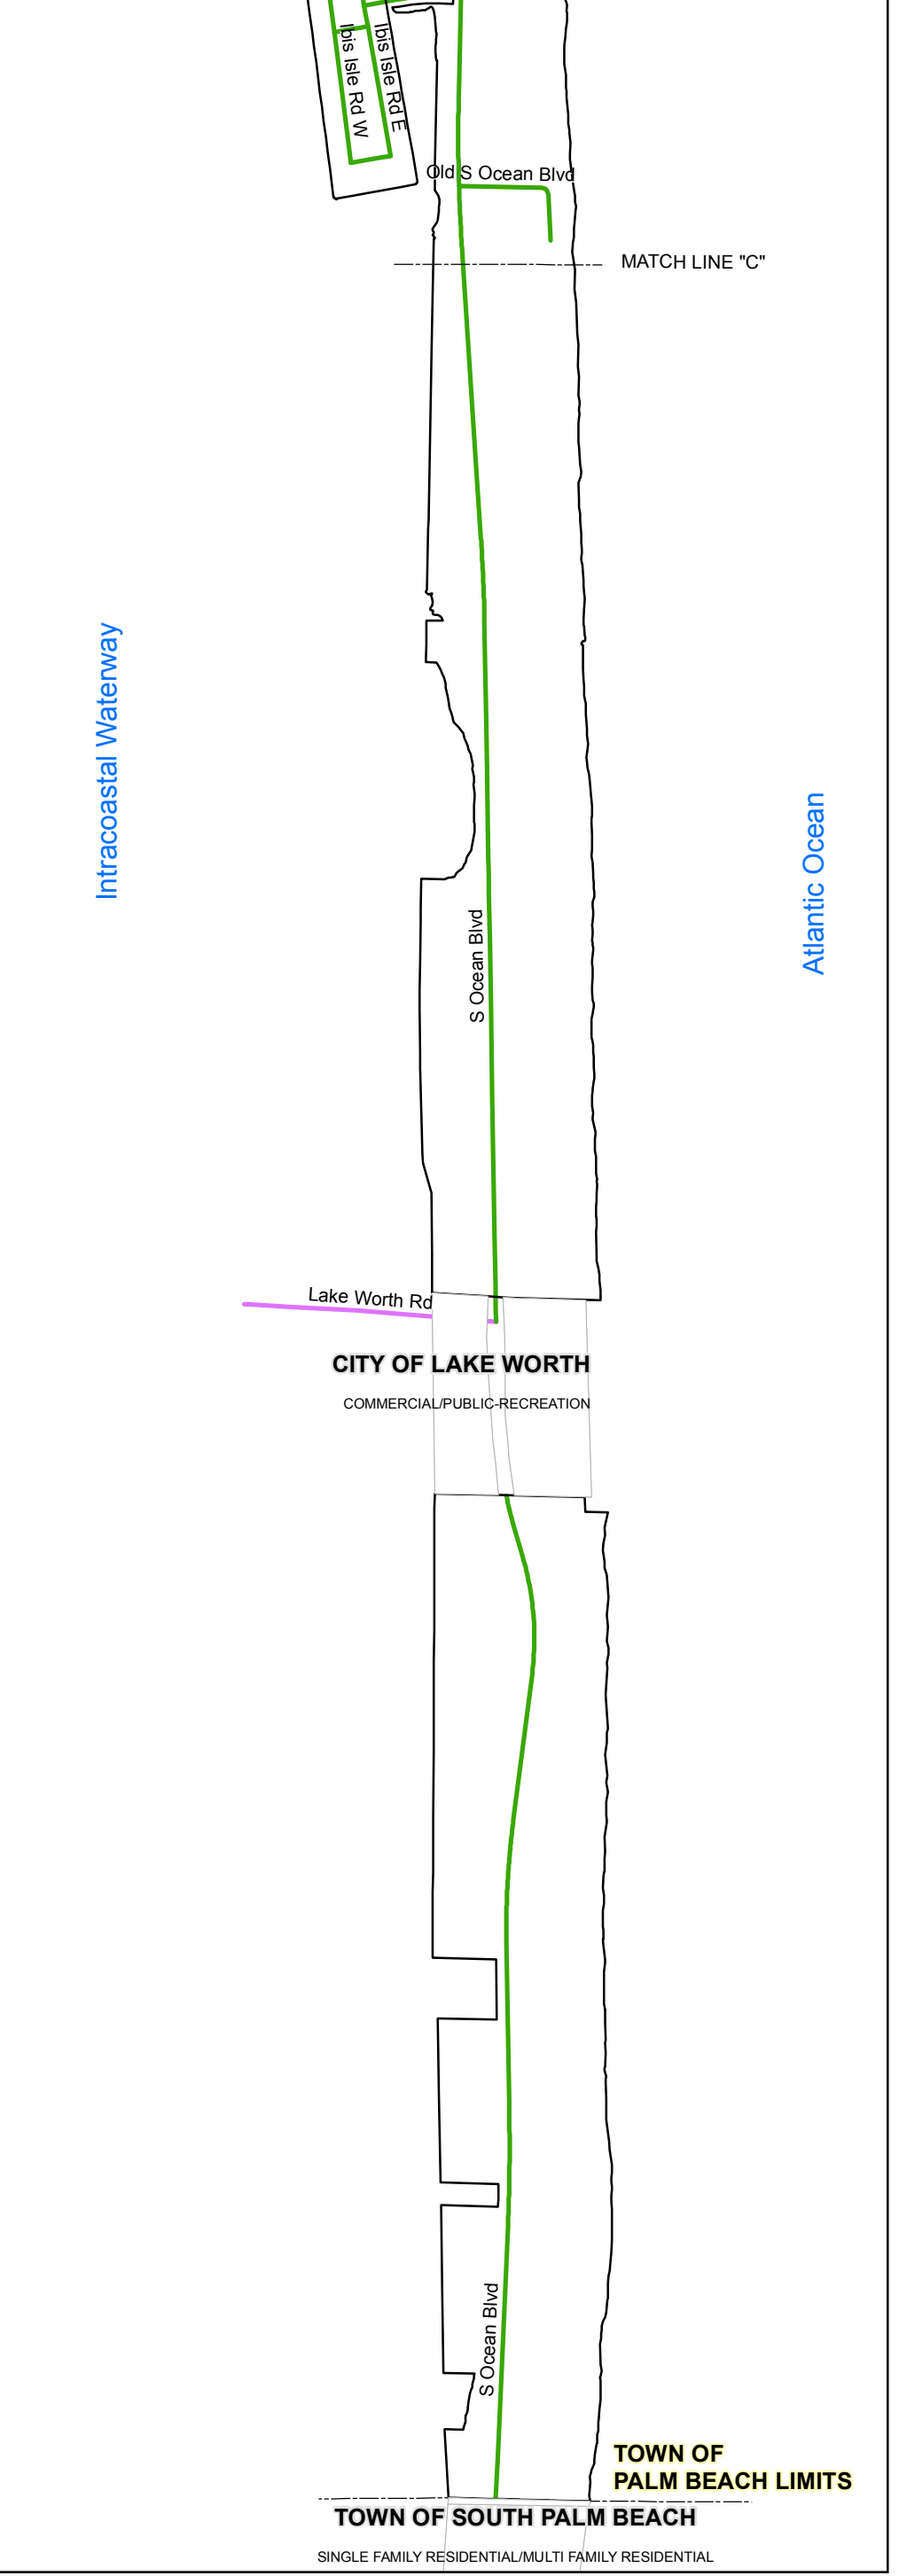 Ibis Isle Rd W
Ibis Isle Rd E
Old S Ocean Blvd
MATCH LINE "C"
Intracoastal Waterway
Atlantic Ocean
S Ocean Blvd
Lake Worth Rd
CITY OF LAKE WORTH
COMMERCIAL/PUBLIC-RECREATION
S Ocean Blvd
TOWN OF
PALM BEACH LIMITS
TOWN OF SOUTH PALM BEACH
SINGLE FAMILY RESIDENTIAL/MULTI FAMILY RESIDENTIAL